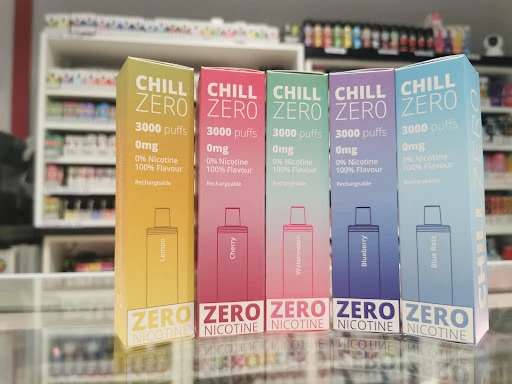 CHILL
ZERO
3000 puffs
0mg
0% Nicotine
100% Flavour
Rechargeable
Lemon
ZERO
NICOTINE
CHILL
ZERO
3000 puffs
0mg
0% Nicotine
100% Flavour
Rechargeable
Cherry
ZERO
NICOTINE
CHILL
ZERO
3000 puffs
0mg
0% Nicotine
100% Flavour
Rechargeable
Watermelon
ZERO
NICOTINE
CHILL
ZERO
3000 puffs
0mg
0% Nicotine
100% Flavour
Rechargeable
Blueberry
ZERO
NICOTINE
CHILL
ZERO
3000 puffs
0mg
0% Nicotine
100% Flavour
Rechargeable
Blue Razz
ZERO
NICOTINE